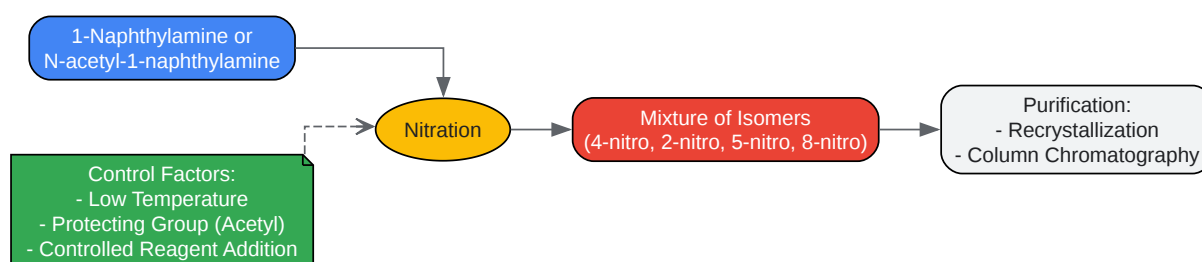 1-Naphthylamine or
N-acetyl-1-naphthylamine
Nitration
Mixture of Isomers
(4-nitro, 2-nitro, 5-nitro, 8-nitro)
Purification:
- Recrystallization
- Column Chromatography
Control Factors:
- Low Temperature
- Protecting Group (Acetyl)
- Controlled Reagent Addition